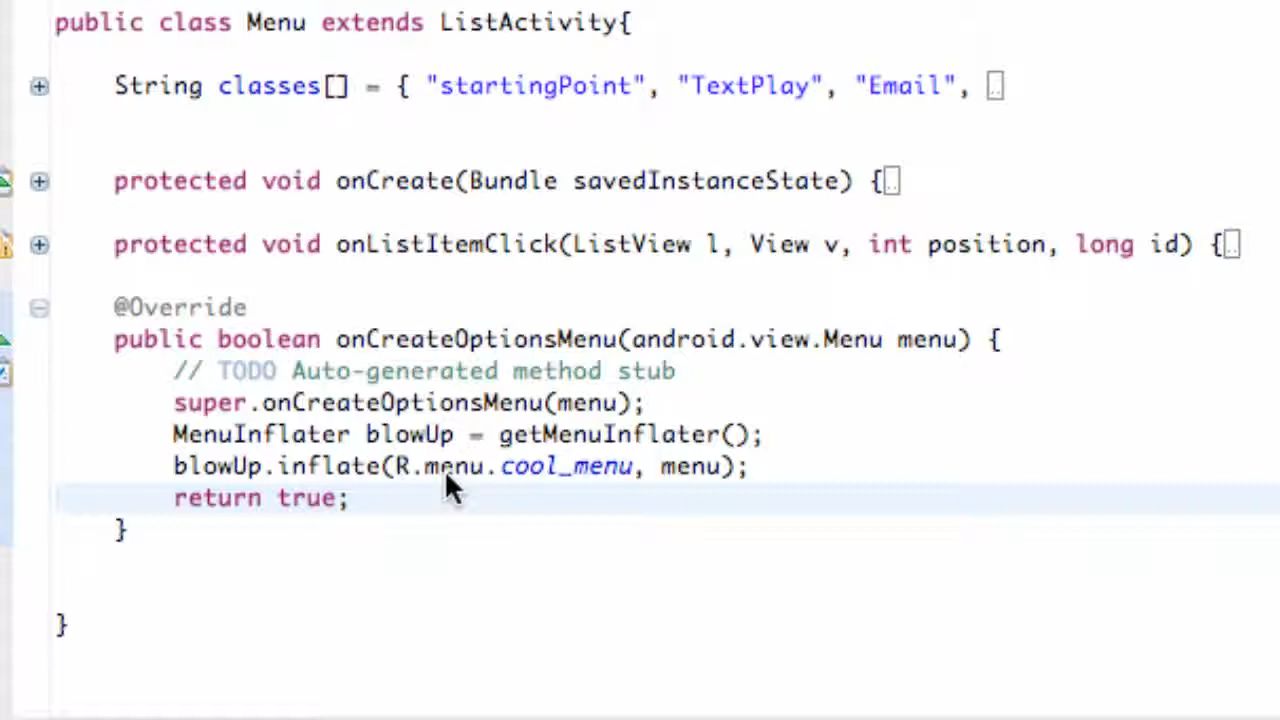 public class Menu extends ListActivity{
String classes[] = { "startingPoint", "TextPlay", "Email", ..
protected void onCreate(Bundle savedInstanceState) {..
protected void onListItemClick(ListView l, View v, int position, long id) {..
@Override
public boolean onCreateOptionsMenu(android.view.Menu menu) {
// TODO Auto-generated method stub
super.onCreateOptionsMenu(menu);
MenuInflater blowUp = getMenuInflater();
blowUp.inflate(R.menu.cool_menu, menu);
return true;
}
}